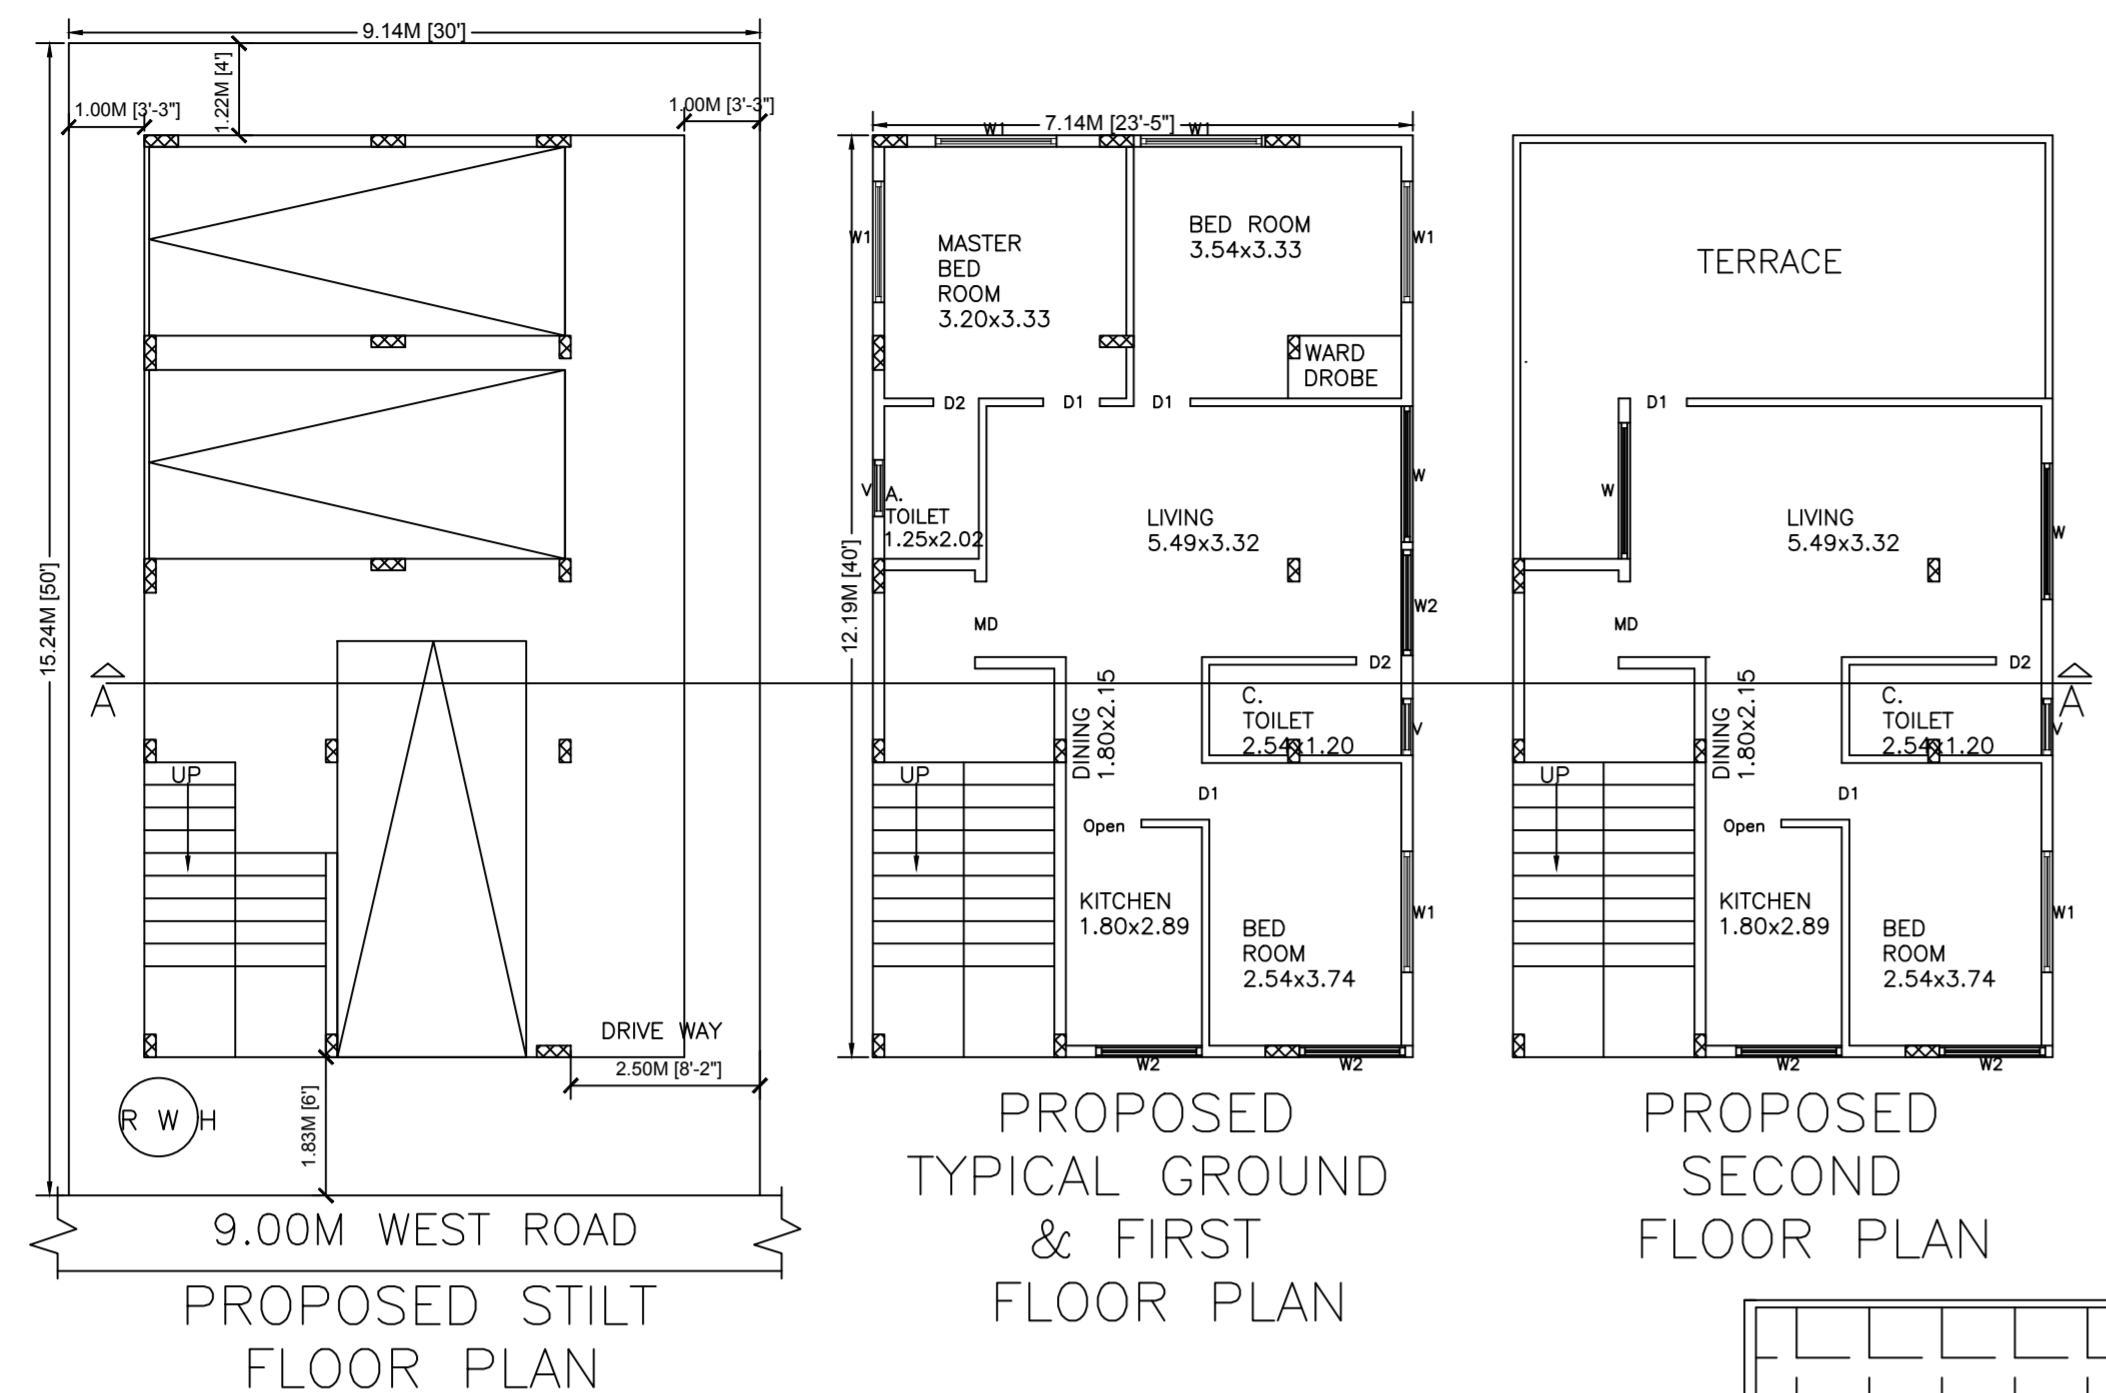 9.14M [30']
1.22M [4']
1.00M [3'-3"]
1.00M [3'-3"]
15.24M [50']
A
UP
DRIVE WAY
2.50M [8'-2"]
1.83M [6']
R W H
9.00M WEST ROAD
PROPOSED STILT
FLOOR PLAN
7.14M [23'-5"]
W1
W1
12.19M [40']
W1
MASTER
BED
ROOM
3.20x3.33
BED ROOM
3.54x3.33
W1
WARD
DROBE
D2
D1
D1
V
A.
TOILET
1.25x2.02
LIVING
5.49x3.32
W
W2
MD
D2
DINING
1.80x2.15
C.
TOILET
2.54x1.20
V
UP
D1
Open
KITCHEN
1.80x2.89
BED
ROOM
2.54x3.74
W1
W2
W2
PROPOSED
TYPICAL GROUND
& FIRST
FLOOR PLAN
TERRACE
D1
W
LIVING
5.49x3.32
W
MD
D2
DINING
1.80x2.15
C.
TOILET
2.54x1.20
V
A
UP
D1
Open
KITCHEN
1.80x2.89
BED
ROOM
2.54x3.74
W1
W2
W2
PROPOSED
SECOND
FLOOR PLAN